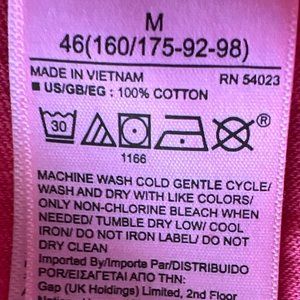 M
46(160/175-92-98)
MADE IN VIETNAM RN 54023
■ US/GB/EG : 100% COTTON
30 ®
1166
MACHINE WASH COLD GENTLE CYCLE/
WASH AND DRY WITH LIKE COLORS/
ONLY NON-CHLORINE BLEACH WHEN
NEEDED/ TUMBLE DRY LOW/ COOL
IRON/ DO NOT IRON LABEL/ DO NOT
DRY CLEAN
Imported By/Importe Par/DISTRIBUIDO
POR/ΕΙΣΑΓΕΤΑΙ ΑΠΟ ΤΗΝ:
Gap (UK Holdings) Limited, 2nd Floor